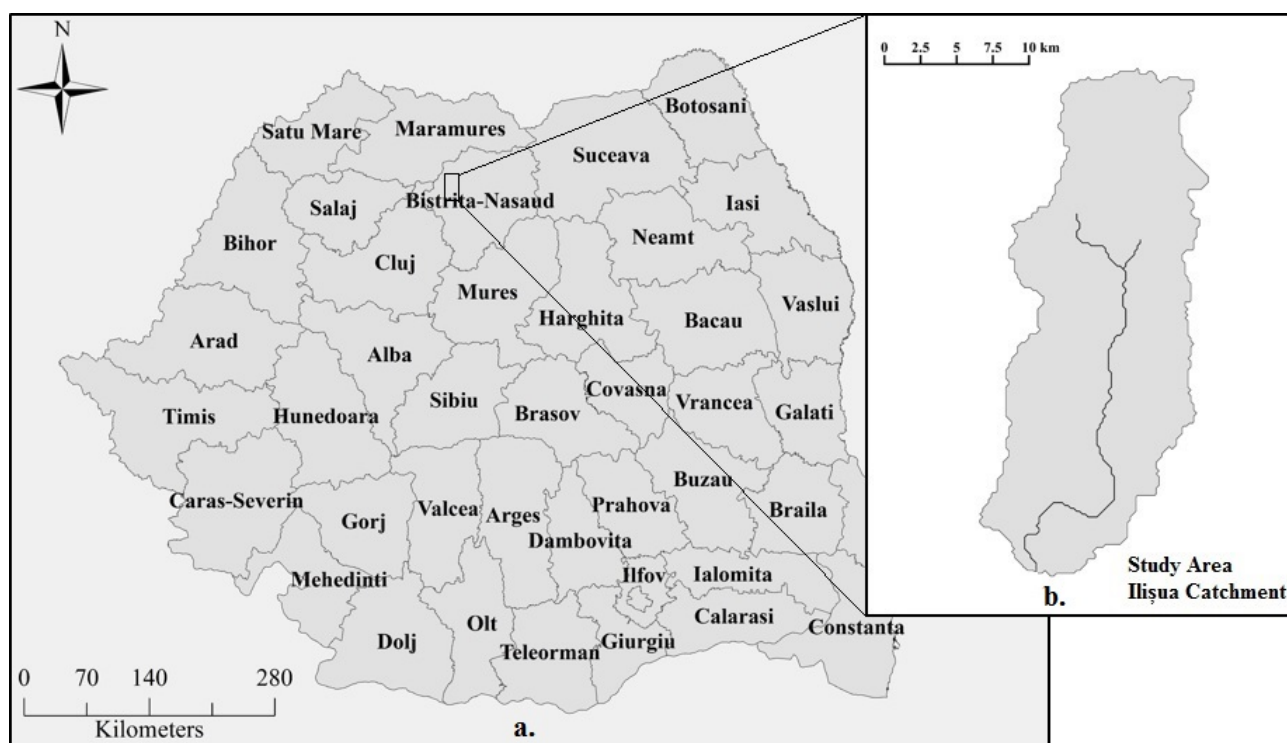 N
Satu Mare
Maramures
Botosani
Suceava
Bistrita-Nasaud
Iasi
Salaj
Neamt
Bihor
Cluj
Mures
Vaslui
Harghita
Bacau
Arad
Alba
Covasna
Sibiu
Brasov
Vrancea
Galati
Timis
Hunedoara
Buzau
Caras-Severin
Valcea
Arges
Prahova
Braila
Gorj
Dambovita
Mehedinti
Ilfov
Ialomita
Calarasi
Olt
Constanta
Dolj
Teleorman
Giurgiu
0 70 140 280
Kilometers
a.
0 2.5 5 7.5 10 km
Study Area
b. Ilișua Catchment